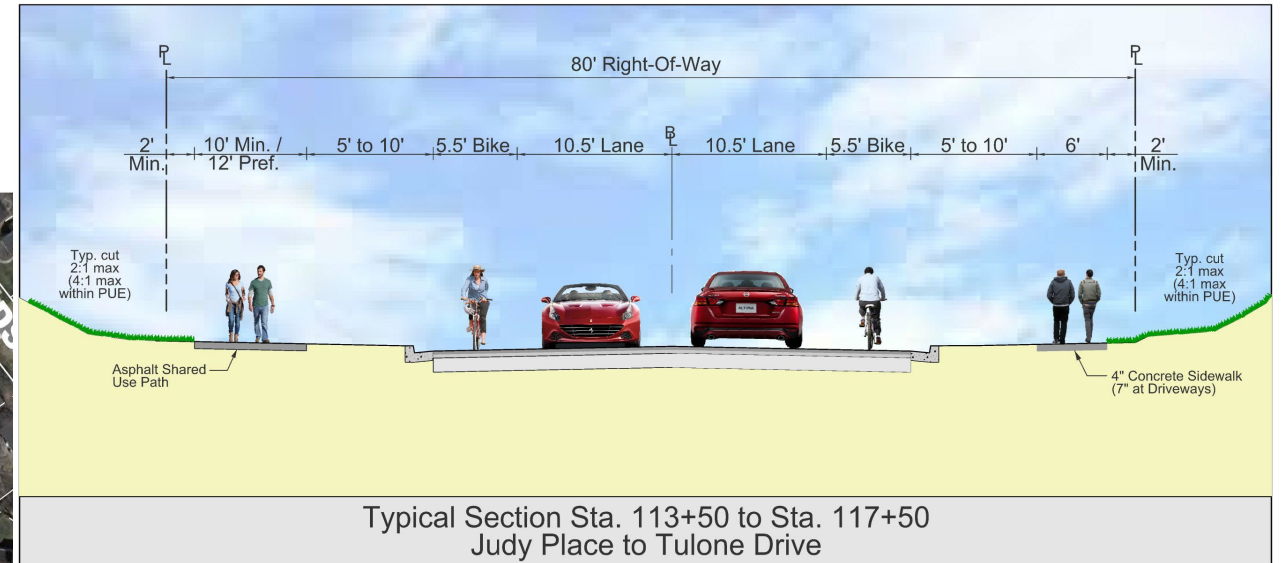 PL
PL
80' Right-Of-Way
BL
2'
Min.
10' Min. /
12' Pref.
5' to 10'
5.5' Bike
10.5' Lane
10.5' Lane
5.5' Bike
5' to 10'
6'
2'
Min.
Typ. cut
2:1 max
(4:1 max
within PUE)
Typ. cut
2:1 max
(4:1 max
within PUE)
Asphalt Shared
Use Path
4" Concrete Sidewalk
(7" at Driveways)
Typical Section Sta. 113+50 to Sta. 117+50
Judy Place to Tulone Drive